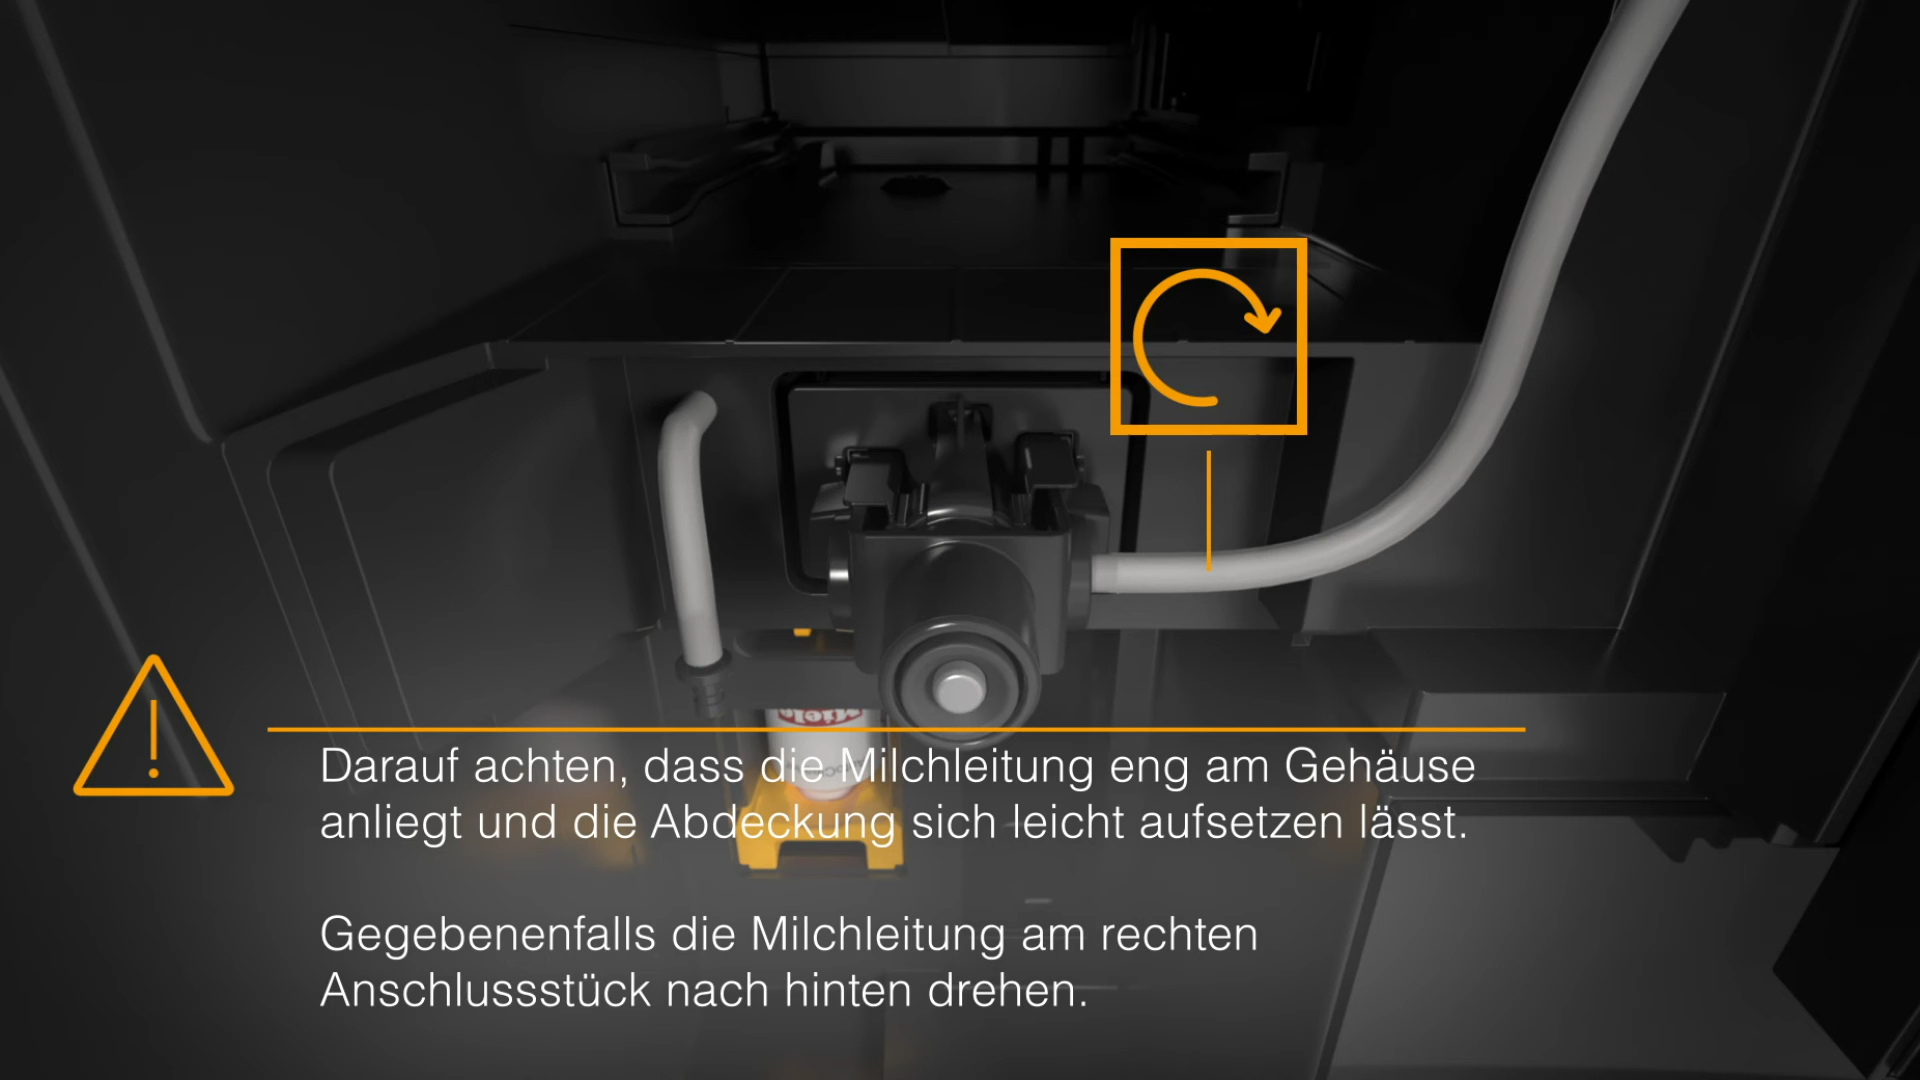 Miele
Darauf achten, dass die Milchleitung eng am Gehäuse
anliegt und die Abdeckung sich leicht aufsetzen lässt.
Gegebenenfalls die Milchleitung am rechten
Anschlussstück nach hinten drehen.